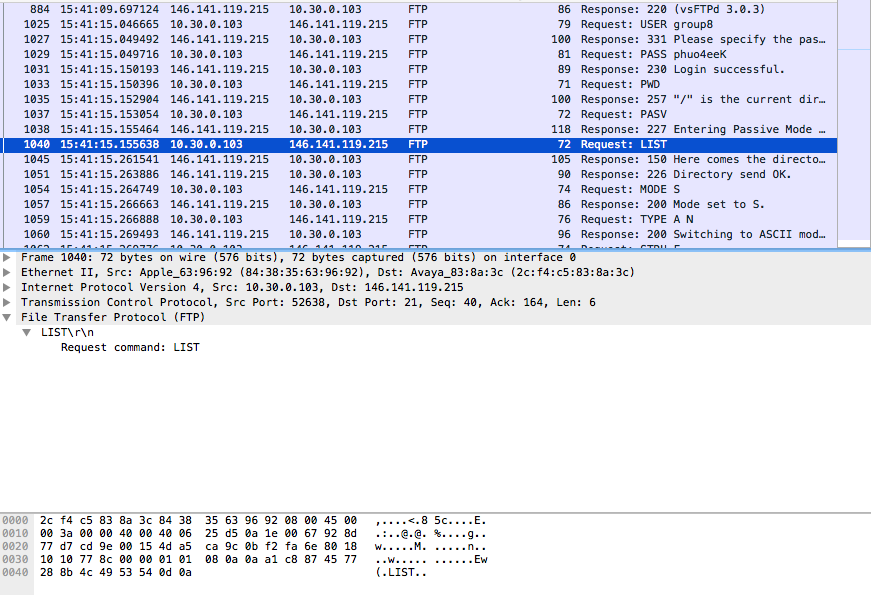 884 15:41:09.697124 146.141.119.215 10.30.0.103 FTP 86 Response: 220 (vsFTPd 3.0.3)
1025 15:41:15.046665 10.30.0.103 146.141.119.215 FTP 79 Request: USER group8
1027 15:41:15.049492 146.141.119.215 10.30.0.103 FTP 100 Response: 331 Please specify the pas…
1029 15:41:15.049716 10.30.0.103 146.141.119.215 FTP 81 Request: PASS phuo4eeK
1031 15:41:15.150193 146.141.119.215 10.30.0.103 FTP 89 Response: 230 Login successful.
1033 15:41:15.150396 10.30.0.103 146.141.119.215 FTP 71 Request: PWD
1035 15:41:15.152904 146.141.119.215 10.30.0.103 FTP 100 Response: 257 "/" is the current dir…
1037 15:41:15.153054 10.30.0.103 146.141.119.215 FTP 72 Request: PASV
1038 15:41:15.155464 146.141.119.215 10.30.0.103 FTP 118 Response: 227 Entering Passive Mode …
1040 15:41:15.155638 10.30.0.103 146.141.119.215 FTP 72 Request: LIST
1045 15:41:15.261541 146.141.119.215 10.30.0.103 FTP 105 Response: 150 Here comes the directo…
1051 15:41:15.263886 146.141.119.215 10.30.0.103 FTP 90 Response: 226 Directory send OK.
1054 15:41:15.264749 10.30.0.103 146.141.119.215 FTP 74 Request: MODE S
1057 15:41:15.266663 146.141.119.215 10.30.0.103 FTP 86 Response: 200 Mode set to S.
1059 15:41:15.266888 10.30.0.103 146.141.119.215 FTP 76 Request: TYPE A N
1060 15:41:15.269493 146.141.119.215 10.30.0.103 FTP 96 Response: 200 Switching to ASCII mod…
Frame 1040: 72 bytes on wire (576 bits), 72 bytes captured (576 bits) on interface 0
Ethernet II, Src: Apple_63:96:92 (84:38:35:63:96:92), Dst: Avaya_83:8a:3c (2c:f4:c5:83:8a:3c)
Internet Protocol Version 4, Src: 10.30.0.103, Dst: 146.141.119.215
Transmission Control Protocol, Src Port: 52638, Dst Port: 21, Seq: 40, Ack: 164, Len: 6
File Transfer Protocol (FTP)
LIST\r\n
Request command: LIST
0000 2c f4 c5 83 8a 3c 84 38 35 63 96 92 08 00 45 00 ,....<.8 5c....E.
0010 00 3a 00 00 40 00 40 06 25 d5 0a 1e 00 67 92 8d .:..@.@. %....g..
0020 77 d7 cd 9e 00 15 4d a5 ca 9c 0b f2 fa 6e 80 18 w.....M. .....n..
0030 10 10 77 8c 00 00 01 01 08 0a 0a a1 c8 87 45 77 ..w..... ......Ew
0040 28 8b 4c 49 53 54 0d 0a (.LIST..